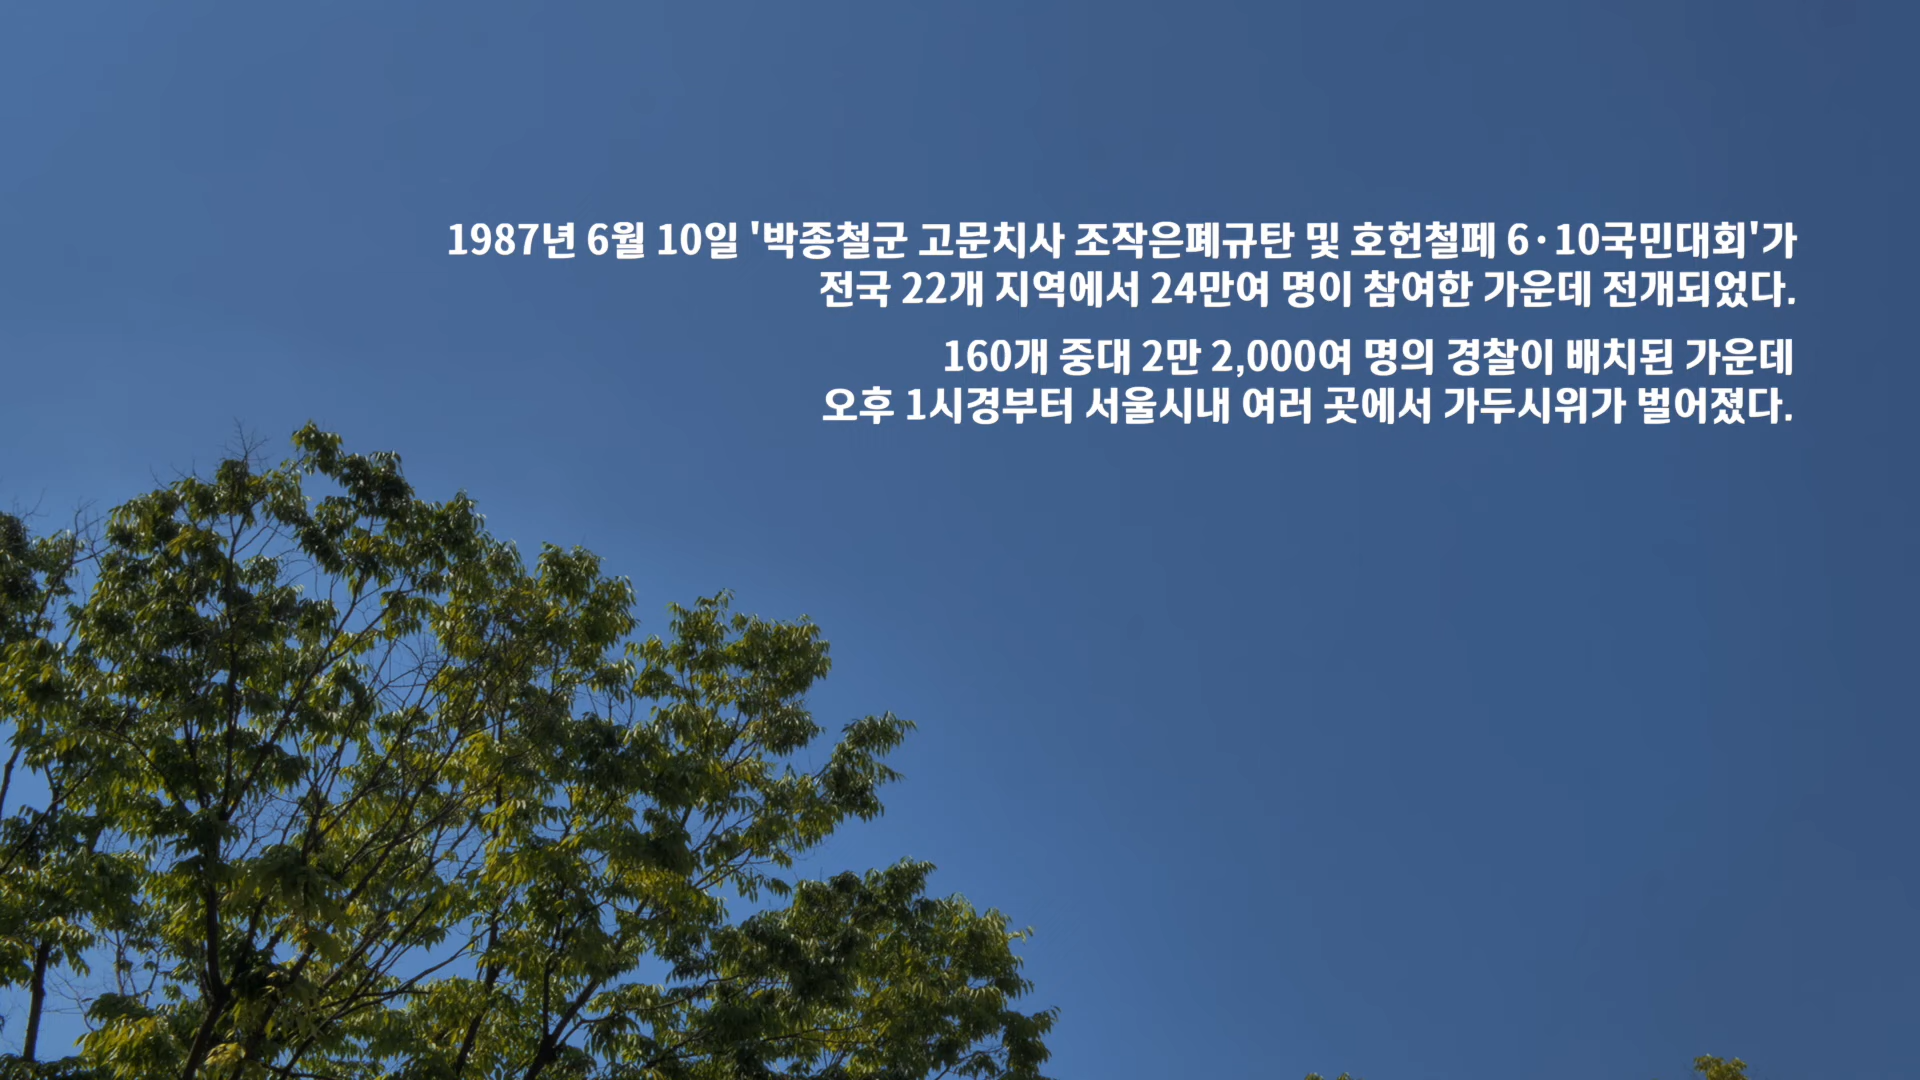 1987년 6월 10일 '박종철군 고문치사 조작은폐규탄 및 호헌철폐 6·10국민대회'가
전국 22개 지역에서 24만여 명이 참여한 가운데 전개되었다.
160개 중대 2만 2,000여 명의 경찰이 배치된 가운데
오후 1시경부터 서울시내 여러 곳에서 가두시위가 벌어졌다.